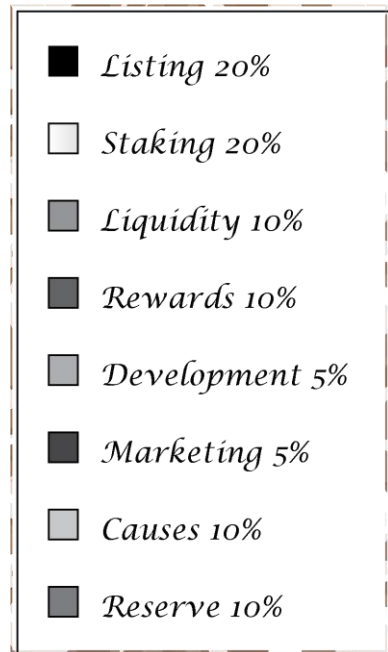 Listing 20%
Staking 20%
Liquidity 10%
Rewards 10%
Development 5%
Marketing 5%
Causes 10%
Reserve 10%